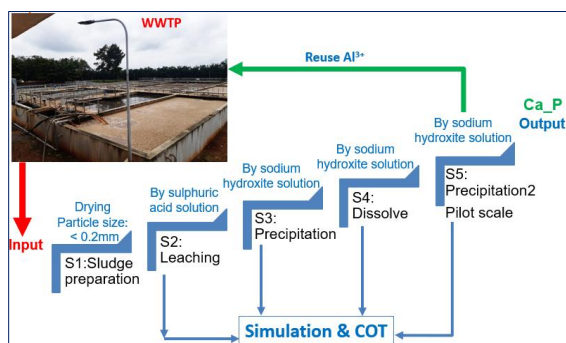 WWTP
Reuse Al³⁺
Ca_P
Output
By sodium
hydroxite solution
By sodium
hydroxite solution
By sodium
hydroxite solution
By sulphuric
acid solution
Drying
Particle size:
< 0.2mm
Input
S1:Sludge
preparation
S2:
Leaching
S3:
Precipitation
S4:
Dissolve
S5:
Precipitation2
Pilot scale
Simulation & COT